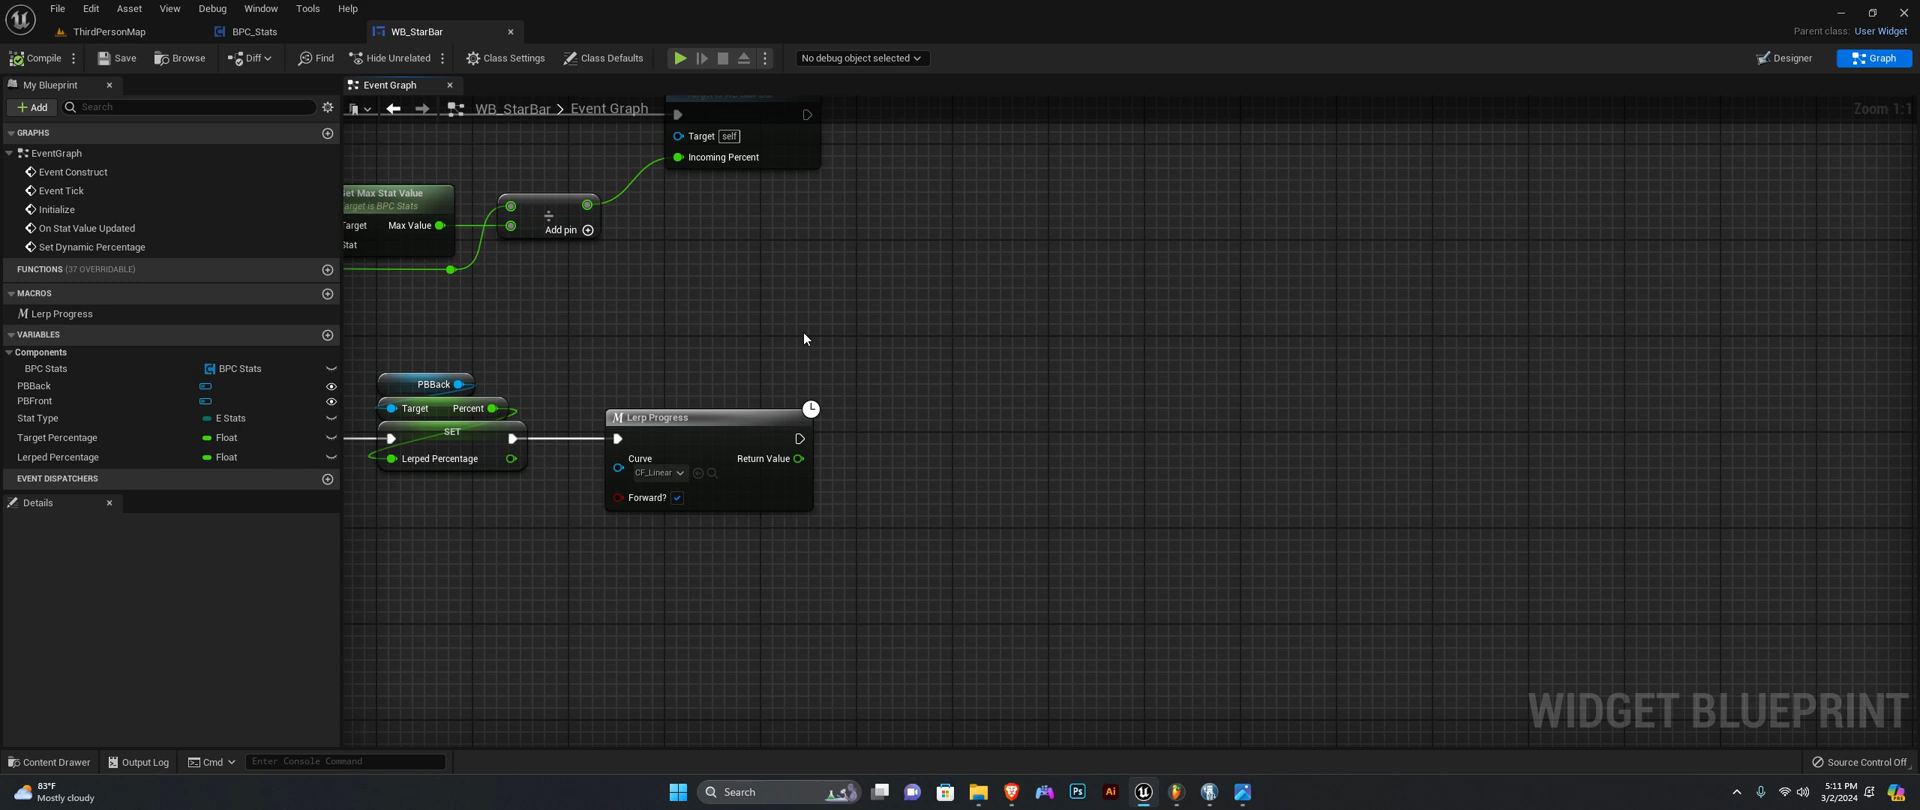 File Edit Asset View Debug Window Tools Help
ThirdPersonMap BPC_Stats WB_StarBar
Parent class: User Widget
Compile Save Browse Diff Find Hide Unrelated Class Settings Class Defaults No debug object selected Designer Graph
My Blueprint Event Graph
Add Search
WB_StarBar > Event Graph
Zoom 1:1
GRAPHS
EventGraph
Event Construct
Event Tick
Initialize
On Stat Value Updated
Set Dynamic Percentage
FUNCTIONS (37 OVERRIDABLE)
MACROS
Lerp Progress
VARIABLES
Components
BPC Stats BPC Stats
PBBack
PBFront
Stat Type E Stats
Target Percentage Float
Lerped Percentage Float
EVENT DISPATCHERS
Details
Target self
Incoming Percent
et Max Stat Value
arget is BPC Stats
arget Max Value
Stat
Add pin
PBBack
Target Percent
SET
Lerped Percentage
Lerp Progress
Curve Return Value
CF_Linear
Forward?
WIDGET BLUEPRINT
Content Drawer Output Log Cmd Enter Console Command Source Control Off
83°F
Mostly cloudy
Search
5:11 PM
3/2/2024